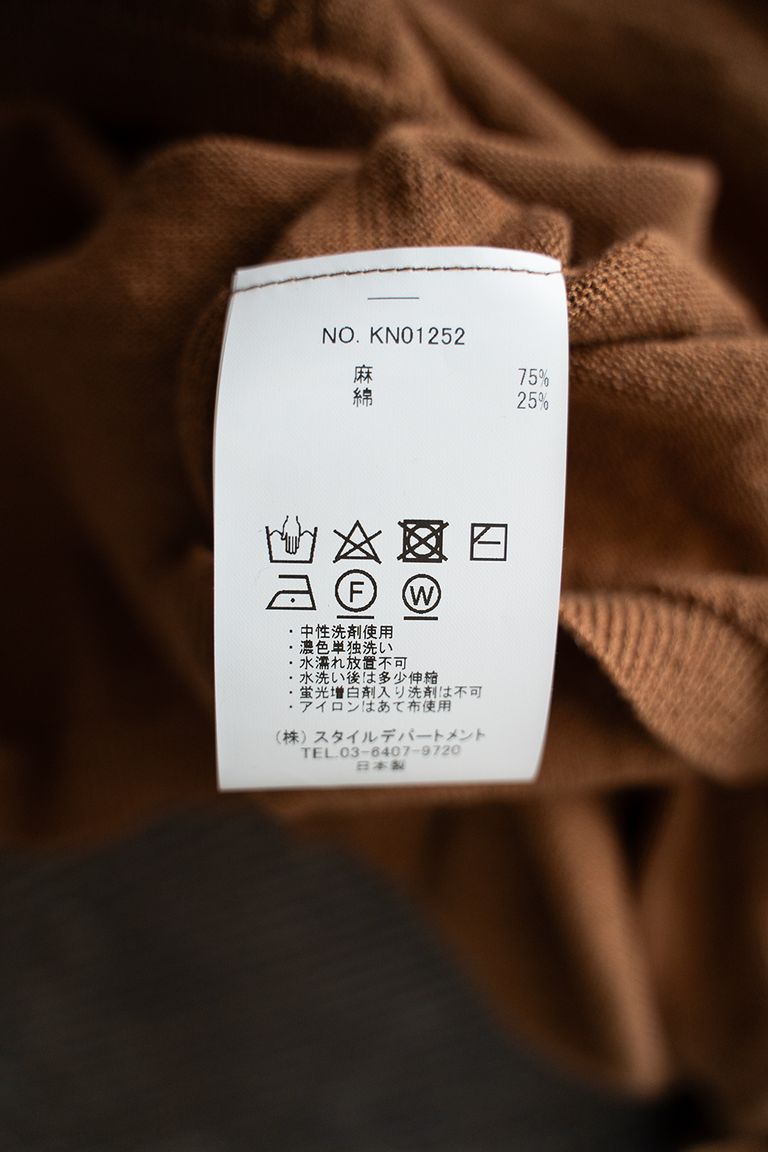 NO. KN01252
麻 75%
綿 25%
F W
・中性洗剤使用
・濃色単独洗い
・水濡れ放置不可
・水洗い後は多少伸縮
・蛍光増白剤入り洗剤は不可
・アイロンはあて布使用
(株)スタイルデパートメント
TEL.03-6407-9720
日本製